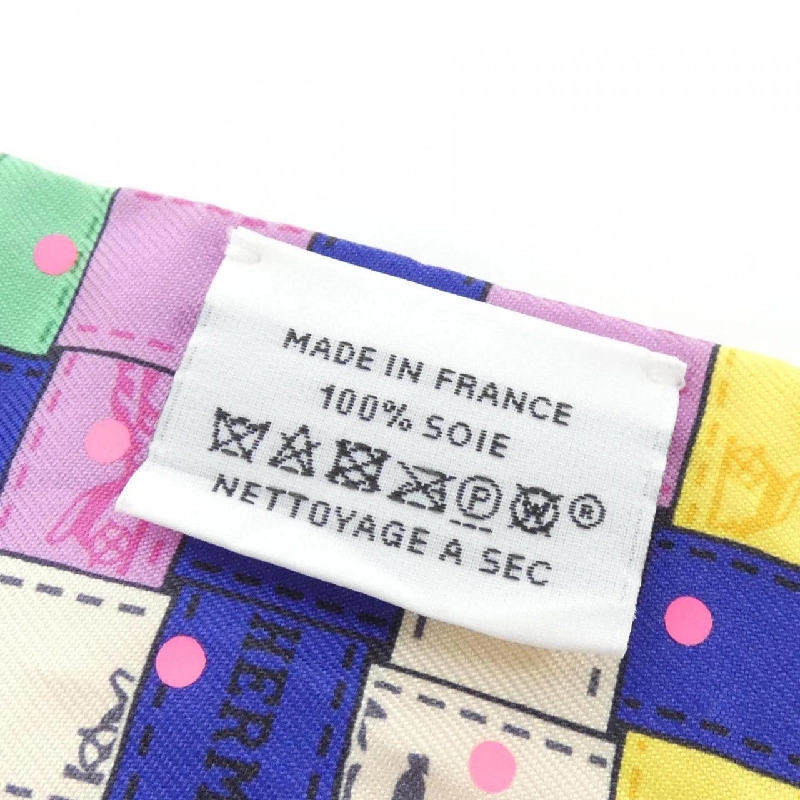 MADE IN FRANCE
100% SOIE
P W ®
NETTOYAGE A SEC
HERM